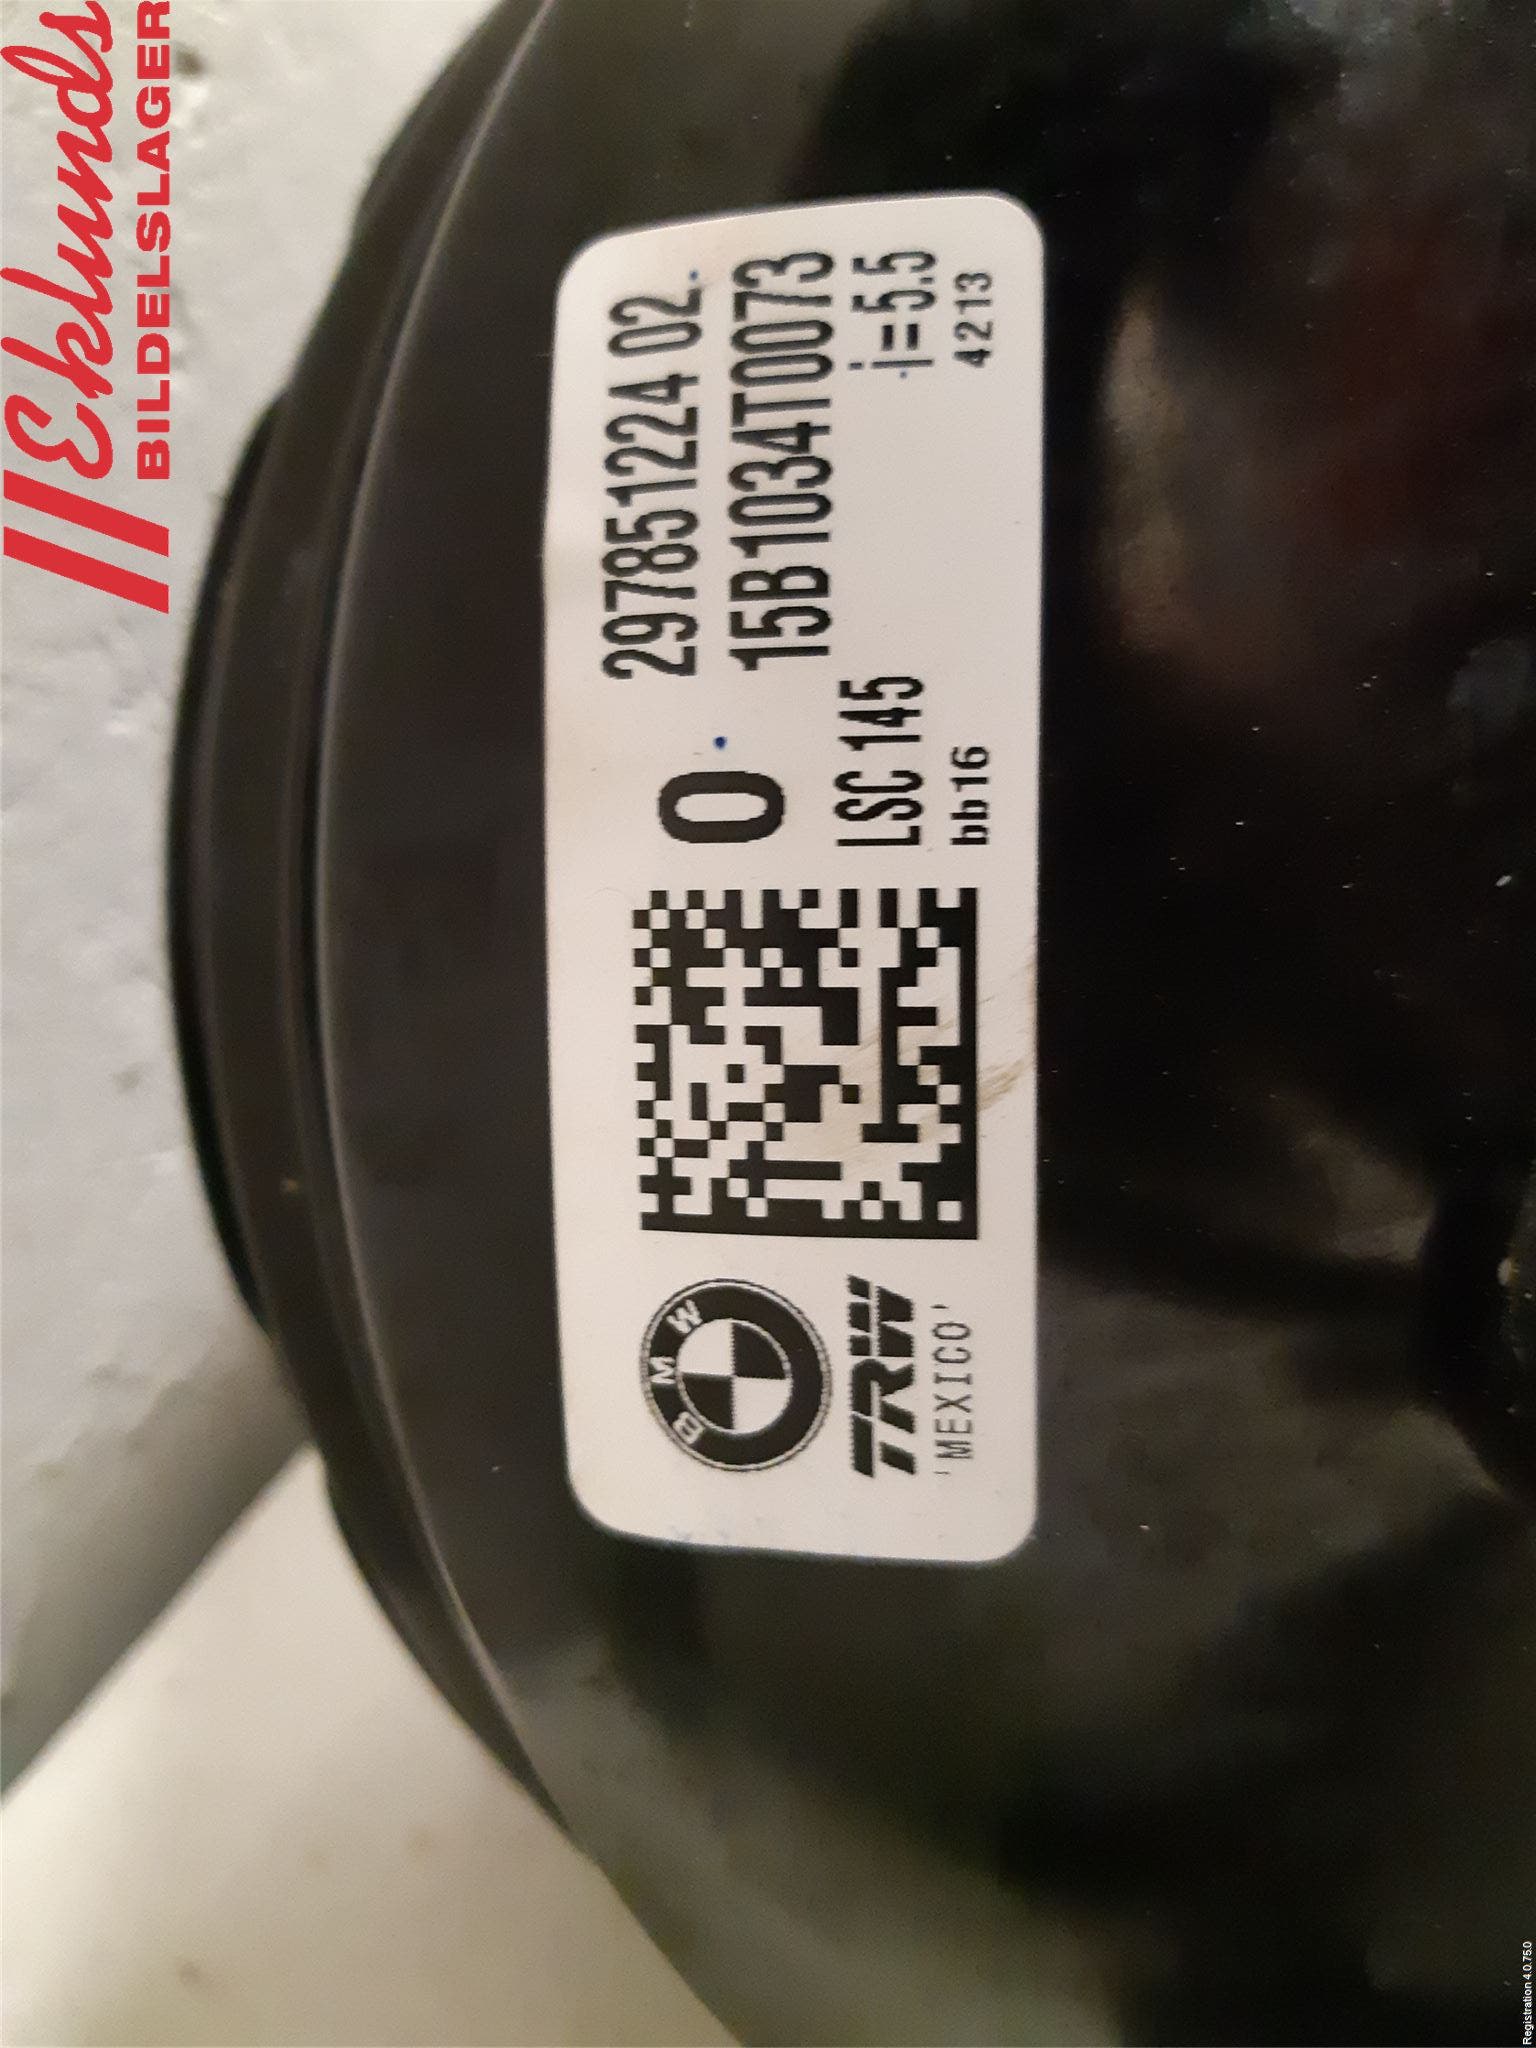 Eklunds
BILDELSLAGER
297851224 02
0
15B1034T0073
LSC 145
i=5.5
bb16
4213
BMW
TRW
'MEXICO'
Registration 4.0.75.0